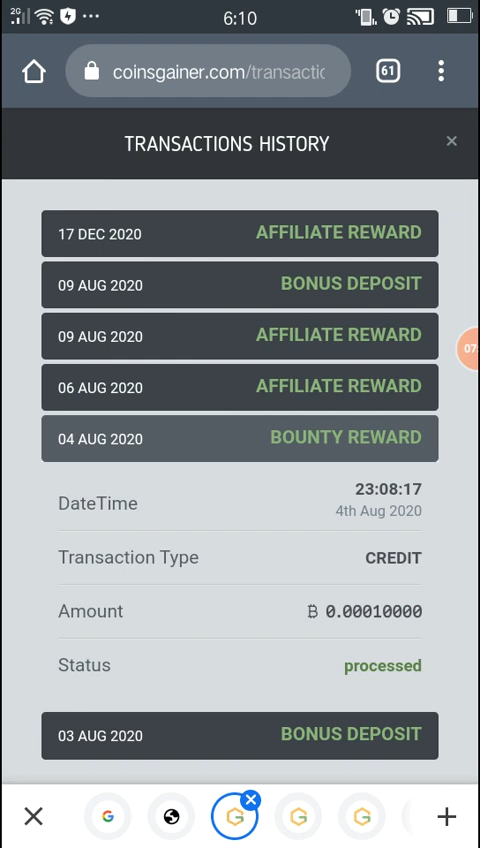 2G
6:10
coinsgainer.com/transactic
61
TRANSACTIONS HISTORY
17 DEC 2020 AFFILIATE REWARD
09 AUG 2020 BONUS DEPOSIT
09 AUG 2020 AFFILIATE REWARD
07
06 AUG 2020 AFFILIATE REWARD
04 AUG 2020 BOUNTY REWARD
DateTime 23:08:17
4th Aug 2020
Transaction Type CREDIT
Amount ₿ 0.00010000
Status processed
03 AUG 2020 BONUS DEPOSIT